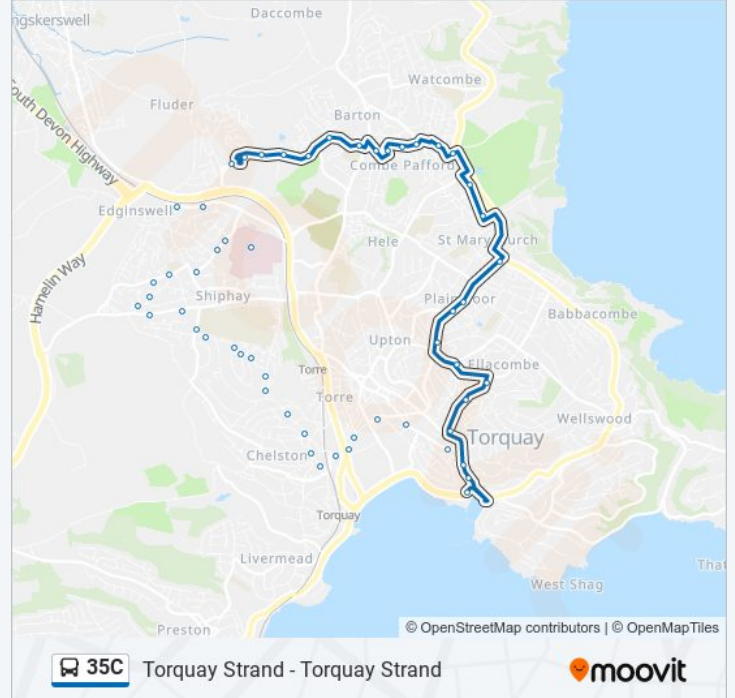 Daccombe
ngskerswell
Watcombe
Fluder
Barton
South Devon Highway
Combe Pafford
Edginswell
Hele
St Marychurch
Hamelin Way
Shiphay
Plainmoor
Babbacombe
Upton
Ellacombe
Torre
Torre
Wellswood
Torquay
Chelston
Torquay
Livermead
That
West Shag
Preston
© OpenStreetMap contributors | © OpenMapTiles
35C Torquay Strand - Torquay Strand
moovit